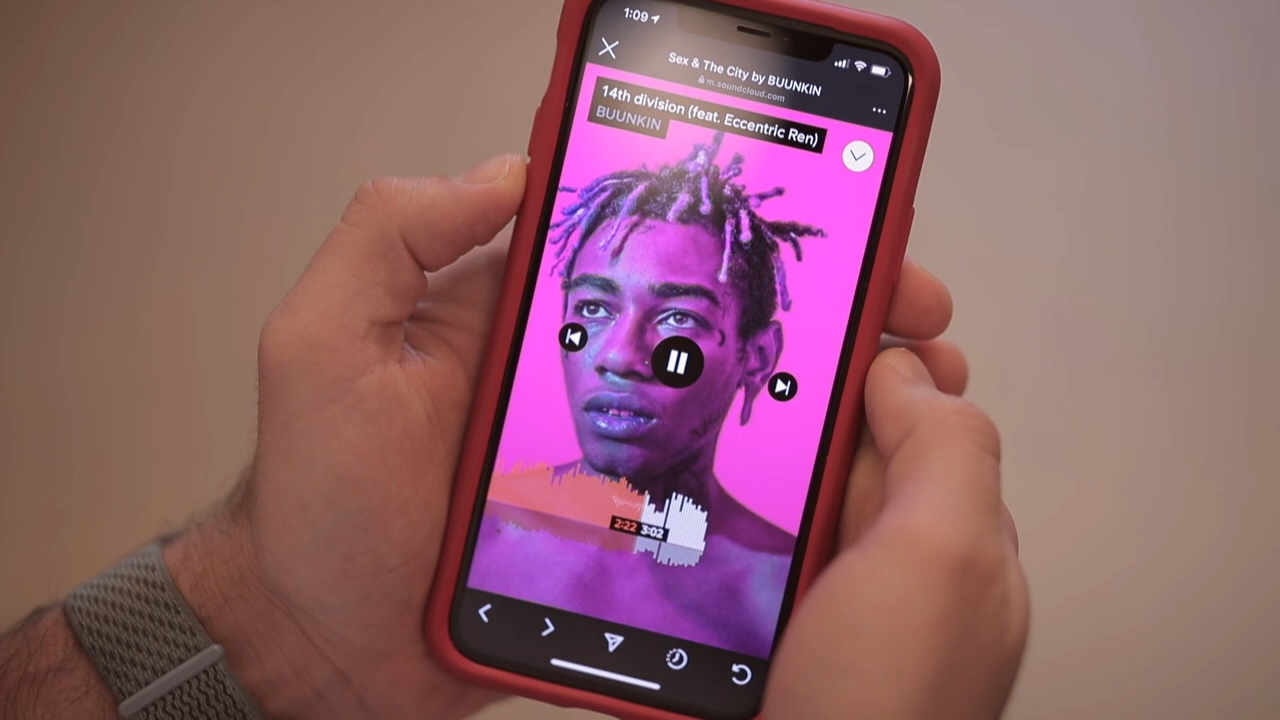 1:09
Sex & The City by BUUNKIN
m.soundcloud.com
14th division (feat. Eccentric Ren)
BUUNKIN
2:22 3:02